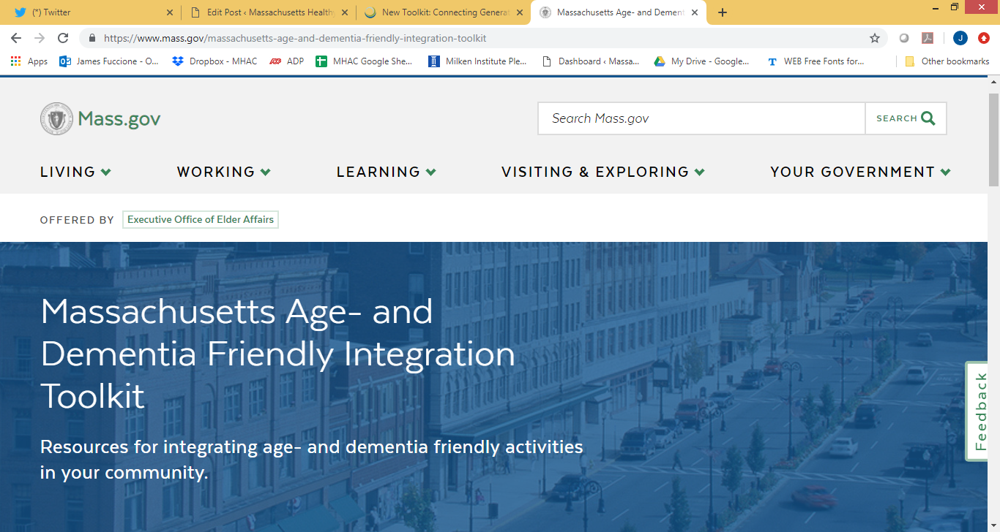 (*) Twitter
Edit Post ‹ Massachusetts Healthy
New Toolkit: Connecting Generat
Massachusetts Age- and Dement
https://www.mass.gov/massachusetts-age-and-dementia-friendly-integration-toolkit
J
Apps
James Fuccione - O...
Dropbox - MHAC
ADP
MHAC Google She...
Milken Institute Ple...
Dashboard ‹ Massa...
My Drive - Google...
WEB Free Fonts for...
Other bookmarks
Mass.gov
Search Mass.gov
SEARCH
LIVING
WORKING
LEARNING
VISITING & EXPLORING
YOUR GOVERNMENT
OFFERED BY Executive Office of Elder Affairs
Massachusetts Age- and
Dementia Friendly Integration
Toolkit
Resources for integrating age- and dementia friendly activities
in your community.
Feedback